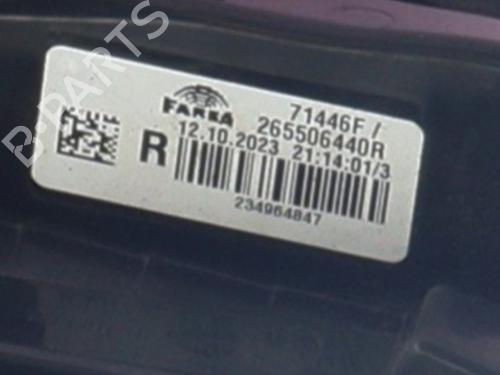 B-PARTS
FARBA
71446F /
265506440R
12.10.2023 21:14:01/3
R
234964847